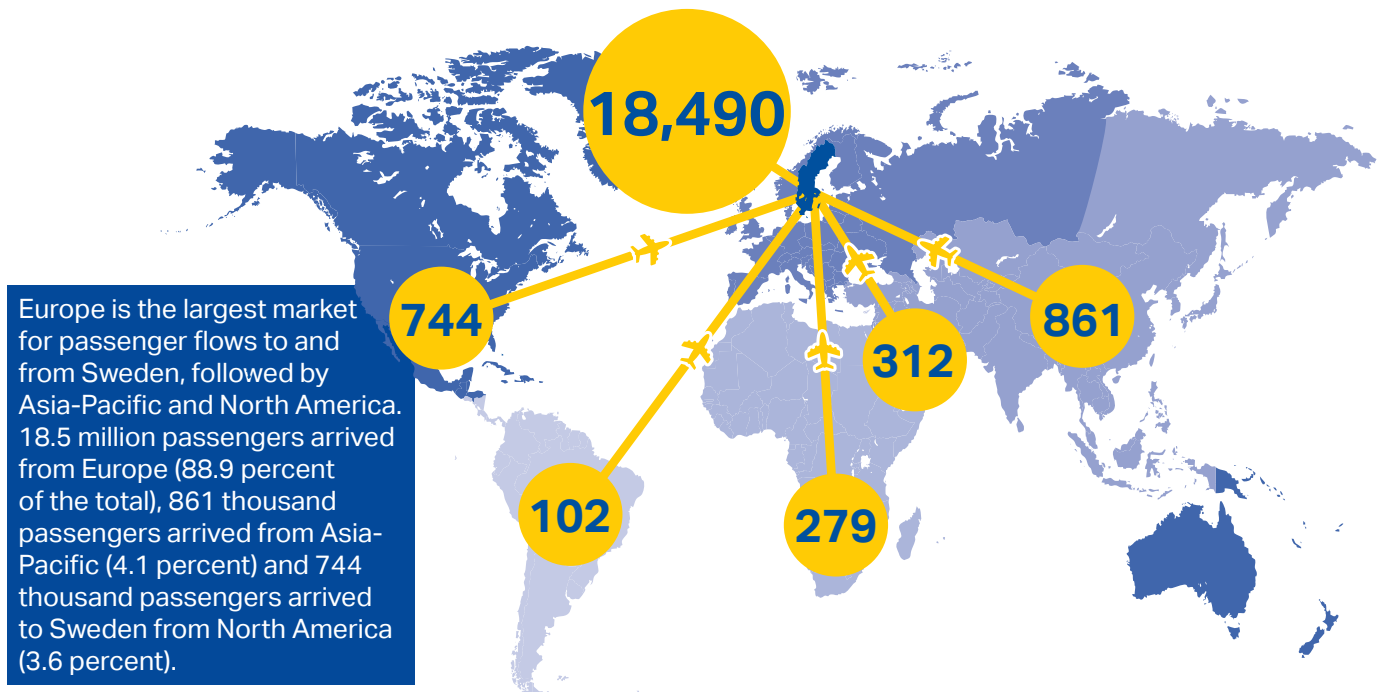 18,490
744
861
312
102
279
Europe is the largest market
for passenger flows to and
from Sweden, followed by
Asia-Pacific and North America.
18.5 million passengers arrived
from Europe (88.9 percent
of the total), 861 thousand
passengers arrived from Asia-
Pacific (4.1 percent) and 744
thousand passengers arrived
to Sweden from North America
(3.6 percent).